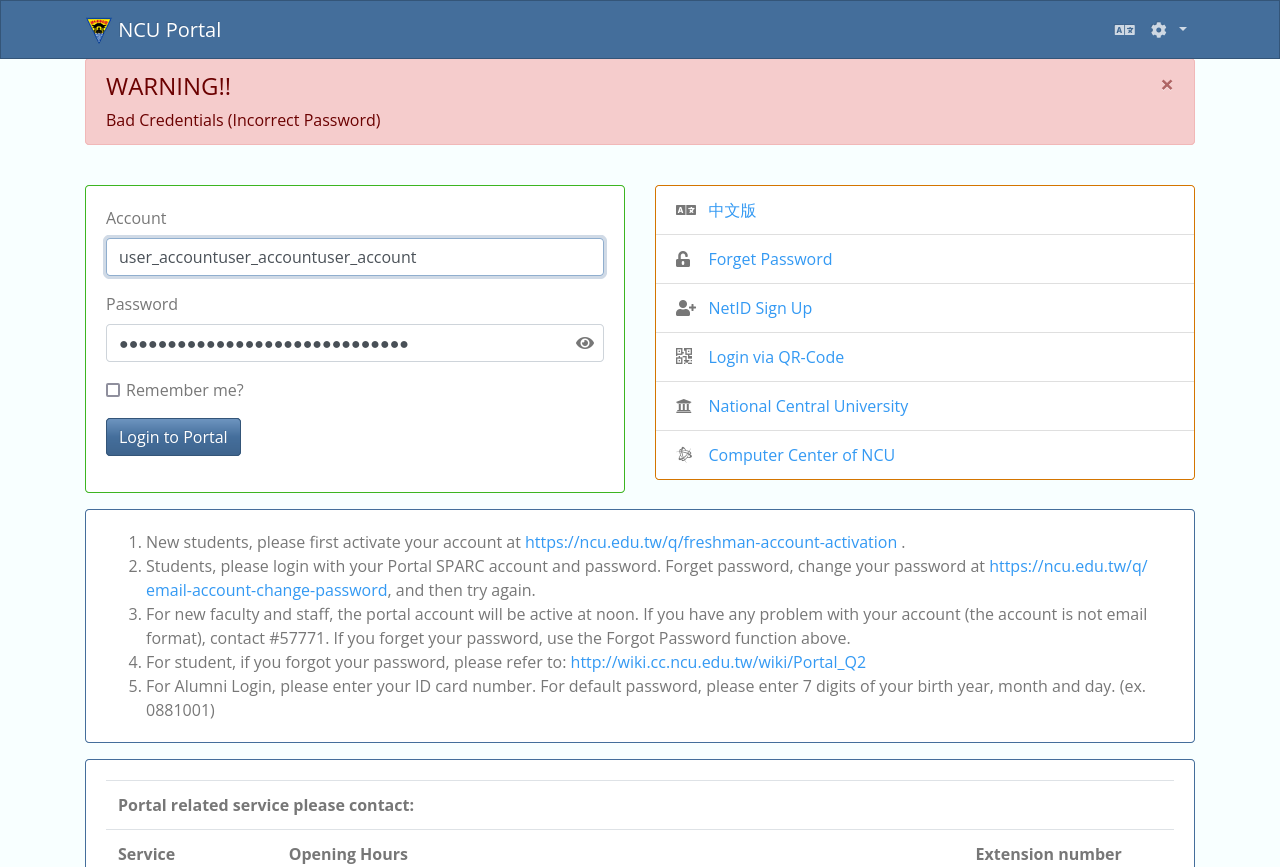 NCU Portal
WARNING!!
×
Bad Credentials (Incorrect Password)
Account
user_accountuser_accountuser_account
Password
●●●●●●●●●●●●●●●●●●●●●●●●●●●●●●
Remember me?
Login to Portal
中文版
Forget Password
NetID Sign Up
Login via QR-Code
National Central University
Computer Center of NCU
1. New students, please first activate your account at https://ncu.edu.tw/q/freshman-account-activation .
2. Students, please login with your Portal SPARC account and password. Forget password, change your password at https://ncu.edu.tw/q/
email-account-change-password, and then try again.
3. For new faculty and staff, the portal account will be active at noon. If you have any problem with your account (the account is not email
format), contact #57771. If you forget your password, use the Forgot Password function above.
4. For student, if you forgot your password, please refer to: http://wiki.cc.ncu.edu.tw/wiki/Portal_Q2
5. For Alumni Login, please enter your ID card number. For default password, please enter 7 digits of your birth year, month and day. (ex.
0881001)
Portal related service please contact:
Service Opening Hours Extension number